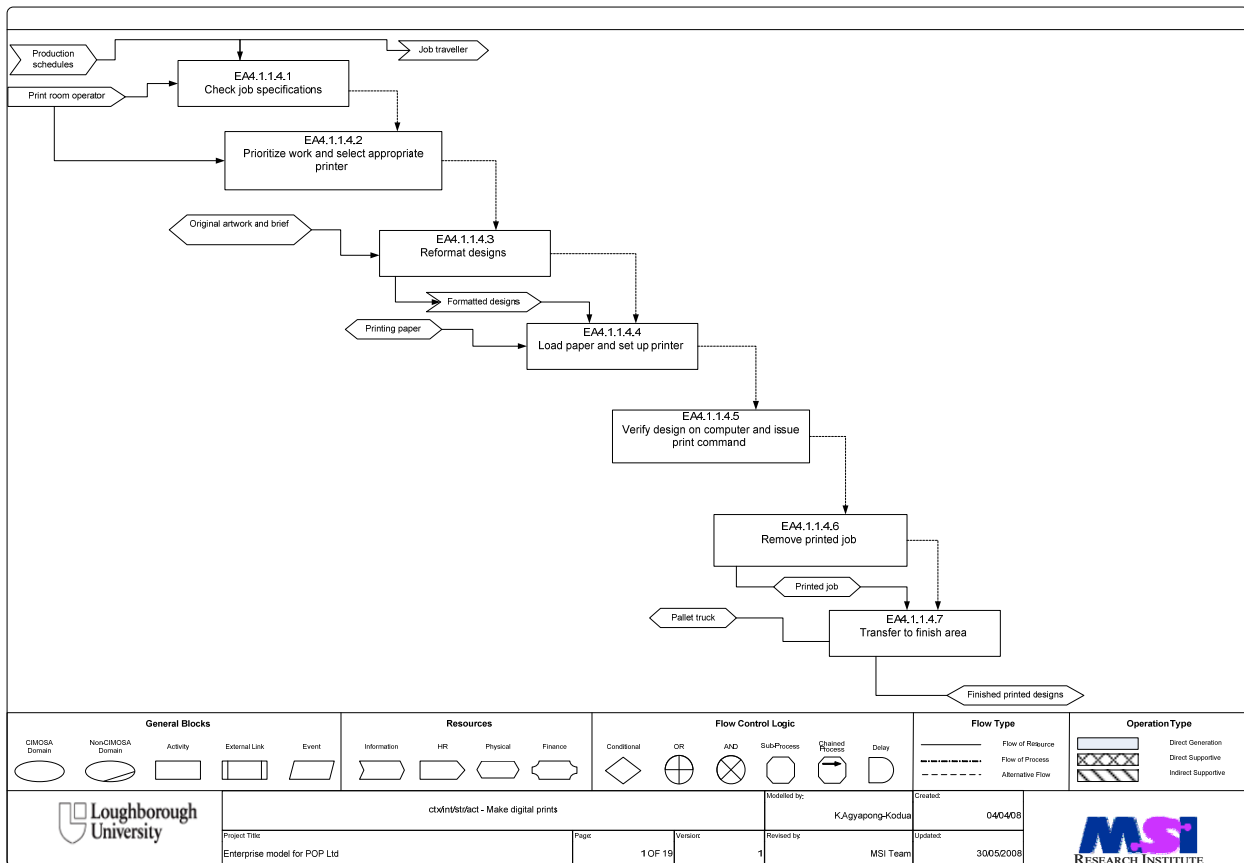 Production
schedules
Job traveller
EA4.1.1.4.1
Check job specifications
Print room operator
EA4.1.1.4.2
Prioritize work and select appropriate
printer
Original artwork and brief
EA4.1.1.4.3
Reformat designs
Formatted designs
Printing paper
EA4.1.1.4.4
Load paper and set up printer
EA4.1.1.4.5
Verify design on computer and issue
print command
EA4.1.1.4.6
Remove printed job
Printed job
Pallet truck
EA4.1.1.4.7
Transfer to finish area
Finished printed designs
General Blocks
CIMOSA
Domain
Non-CIMOSA
Domain
Activity
External Link
Event
Resources
Information
HR
Physical
Finance
Flow Control Logic
Conditional
OR
AND
Sub-Process
Chained
Process
Delay
Flow Type
Flow of Resource
Flow of Process
Alternative Flow
Operation Type
Direct Generation
Direct Supportive
Indirect Supportive
Loughborough
University
ctx/int/str/act - Make digital prints
Modelled by:
K.Agyapong-Kodua
Created:
04/04/08
Project Title:
Enterprise model for POP Ltd
Page:
1 OF 19
Version:
1
Revised by:
MSI Team
Updated:
30/05/2008
MSI
RESEARCH INSTITUTE